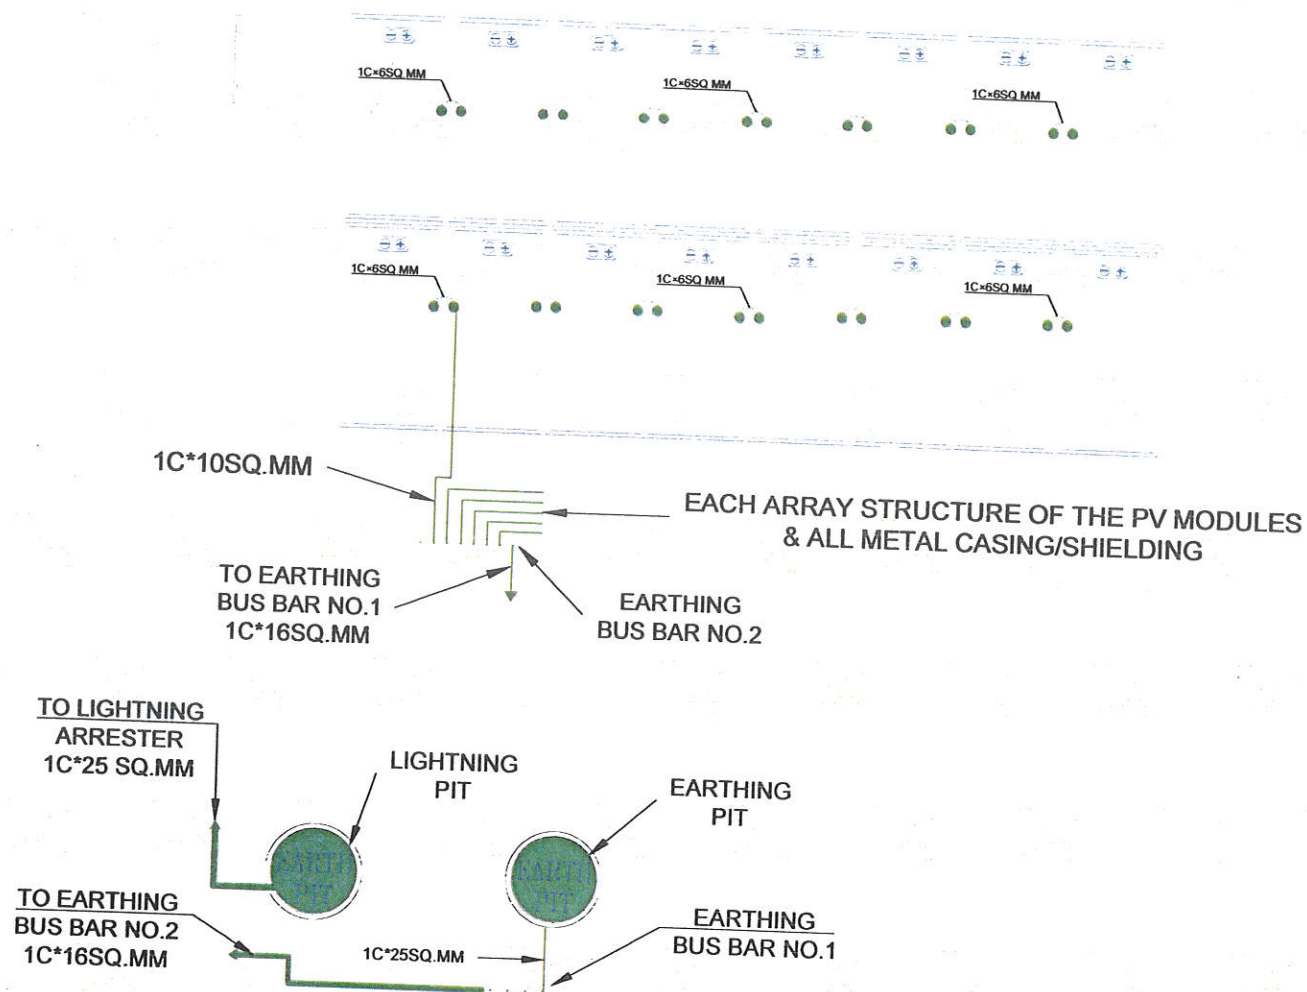 ⊖± ⊖± ⊖± ⊖± ⊖± ⊖± ⊖± ⊖±
1C×6SQ.MM
1C×6SQ.MM
1C×6SQ.MM
⊖± ⊖± ⊖± ⊖± ⊖± ⊖± ⊖± ⊖±
1C×6SQ.MM
1C×6SQ.MM
1C×6SQ.MM
1C*10SQ.MM
EACH ARRAY STRUCTURE OF THE PV MODULES
& ALL METAL CASING/SHIELDING
TO EARTHING
BUS BAR NO.1
1C*16SQ.MM
EARTHING
BUS BAR NO.2
TO LIGHTNING
ARRESTER
1C*25 SQ.MM
LIGHTNING
PIT
EARTHING
PIT
EARTH
PIT
EARTH
PIT
TO EARTHING
BUS BAR NO.2
1C*16SQ.MM
1C*25SQ.MM
EARTHING
BUS BAR NO.1